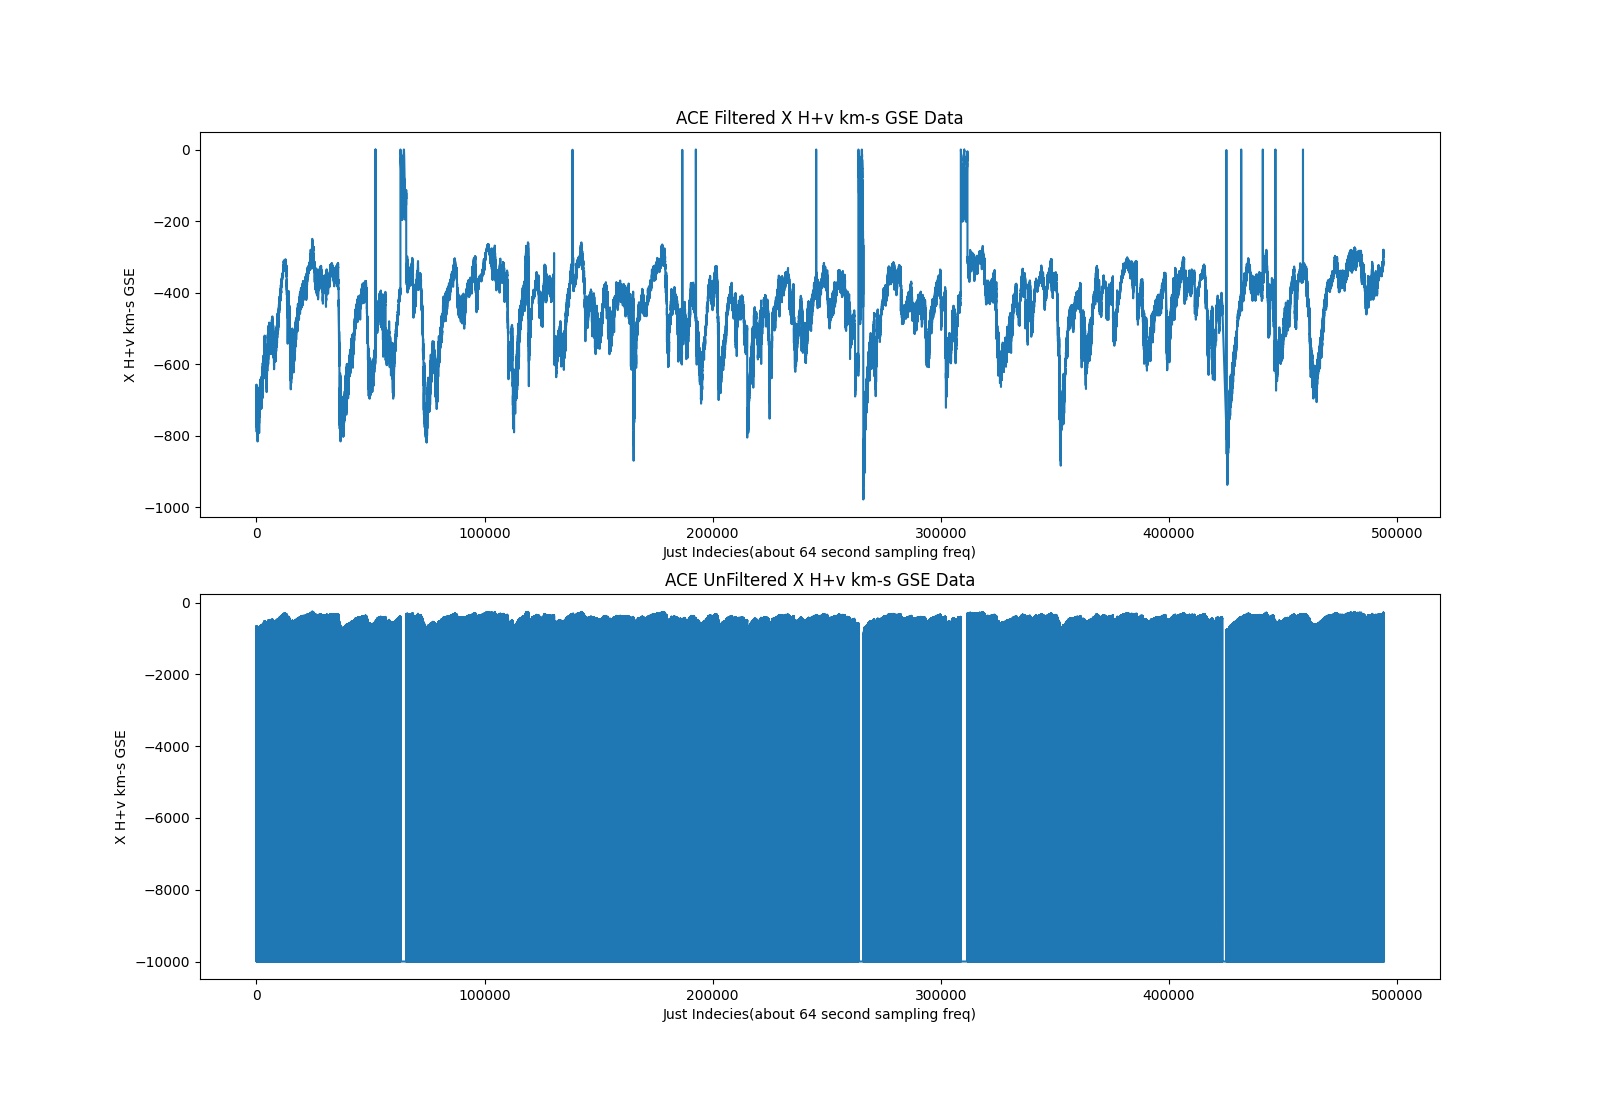 ACE Filtered X H+v km-s GSE Data
0
−200
−400
−600
−800
−1000
X H+v km-s GSE
0 100000 200000 300000 400000 500000
Just Indecies(about 64 second sampling freq)
ACE UnFiltered X H+v km-s GSE Data
0
−2000
−4000
−6000
−8000
−10000
X H+v km-s GSE
0 100000 200000 300000 400000 500000
Just Indecies(about 64 second sampling freq)